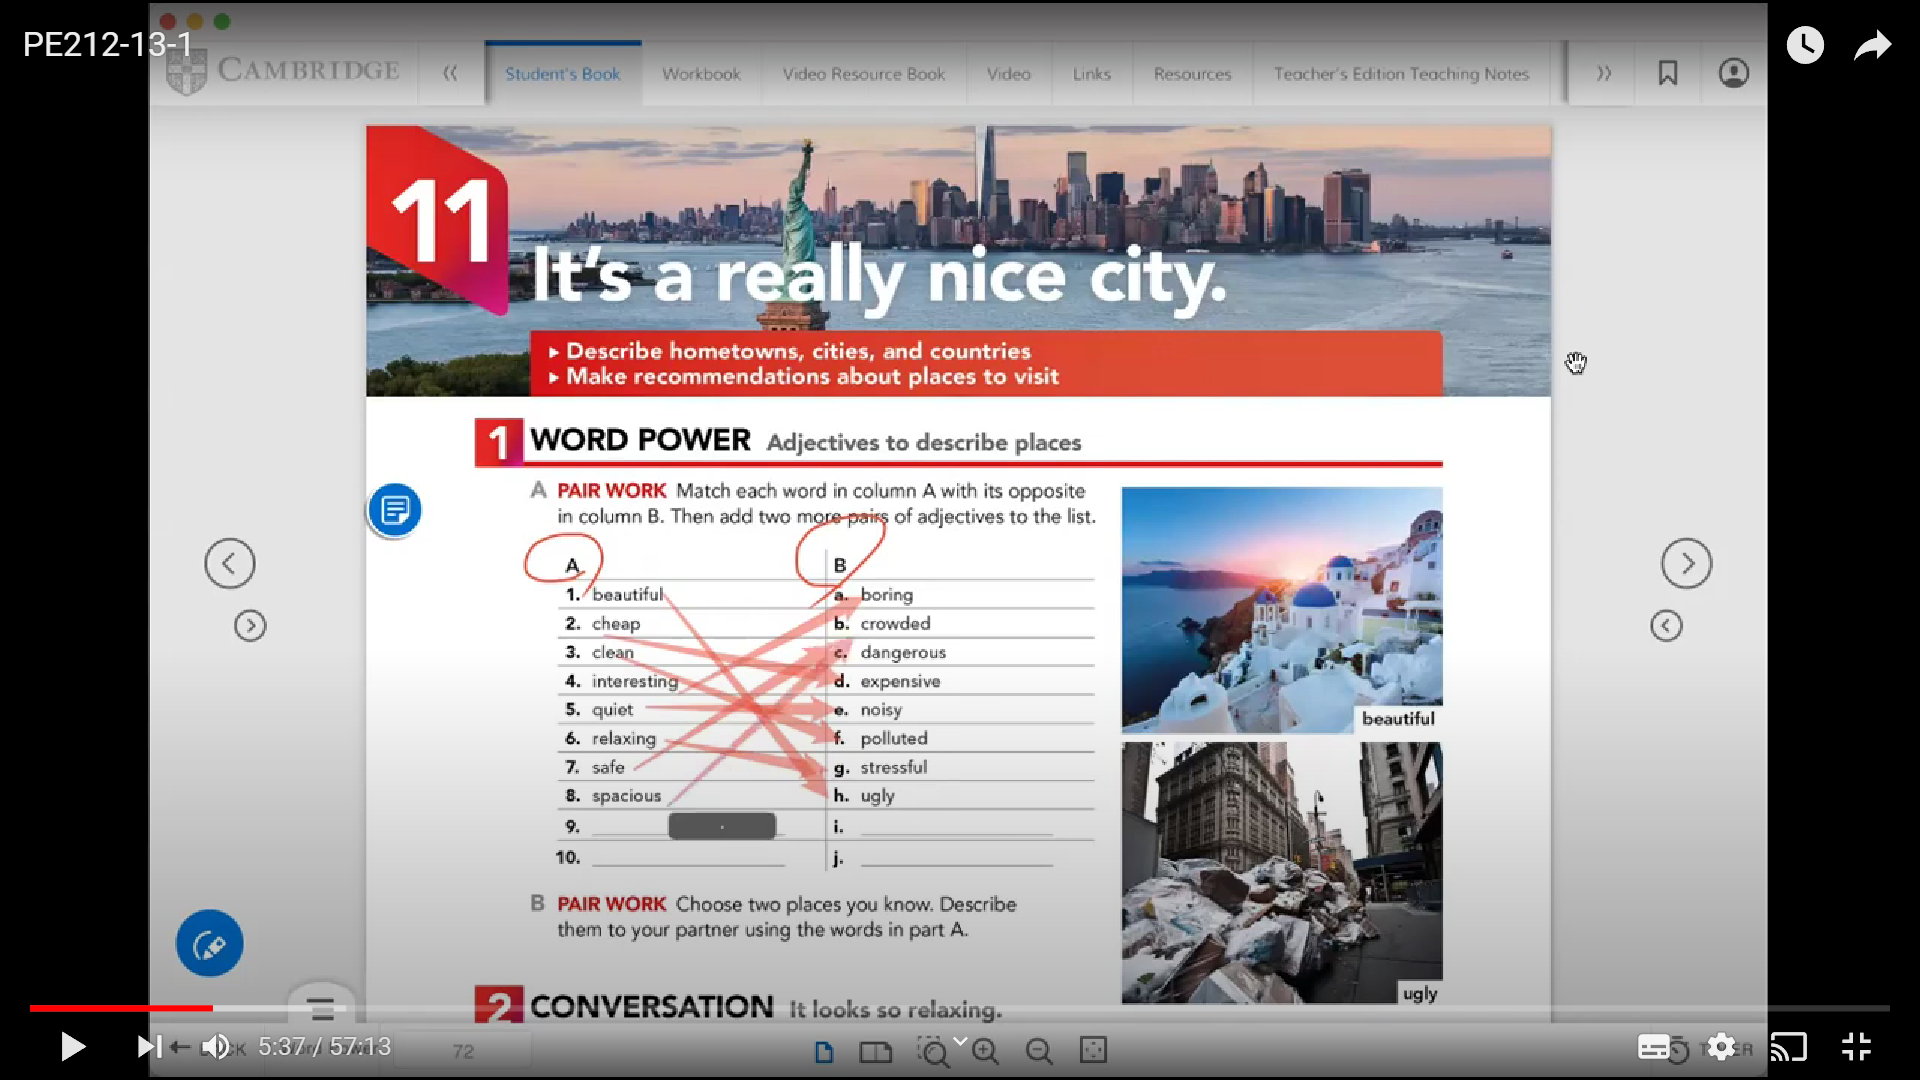 PE212-13-1
CAMBRIDGE
Student's Book
Workbook
Video Resource Book
Video
Links
Resources
Teacher's Edition Teaching Notes
11
It's a really nice city.
▸ Describe hometowns, cities, and countries
▸ Make recommendations about places to visit
1 WORD POWER Adjectives to describe places
A PAIR WORK Match each word in column A with its opposite
in column B. Then add two more pairs of adjectives to the list.
A B
1. beautiful a. boring
2. cheap b. crowded
3. clean c. dangerous
4. interesting d. expensive
5. quiet e. noisy
6. relaxing f. polluted
7. safe g. stressful
8. spacious h. ugly
9. i.
10. j.
beautiful
ugly
B PAIR WORK Choose two places you know. Describe
them to your partner using the words in part A.
2 CONVERSATION It looks so relaxing.
5:37 / 57:13
72